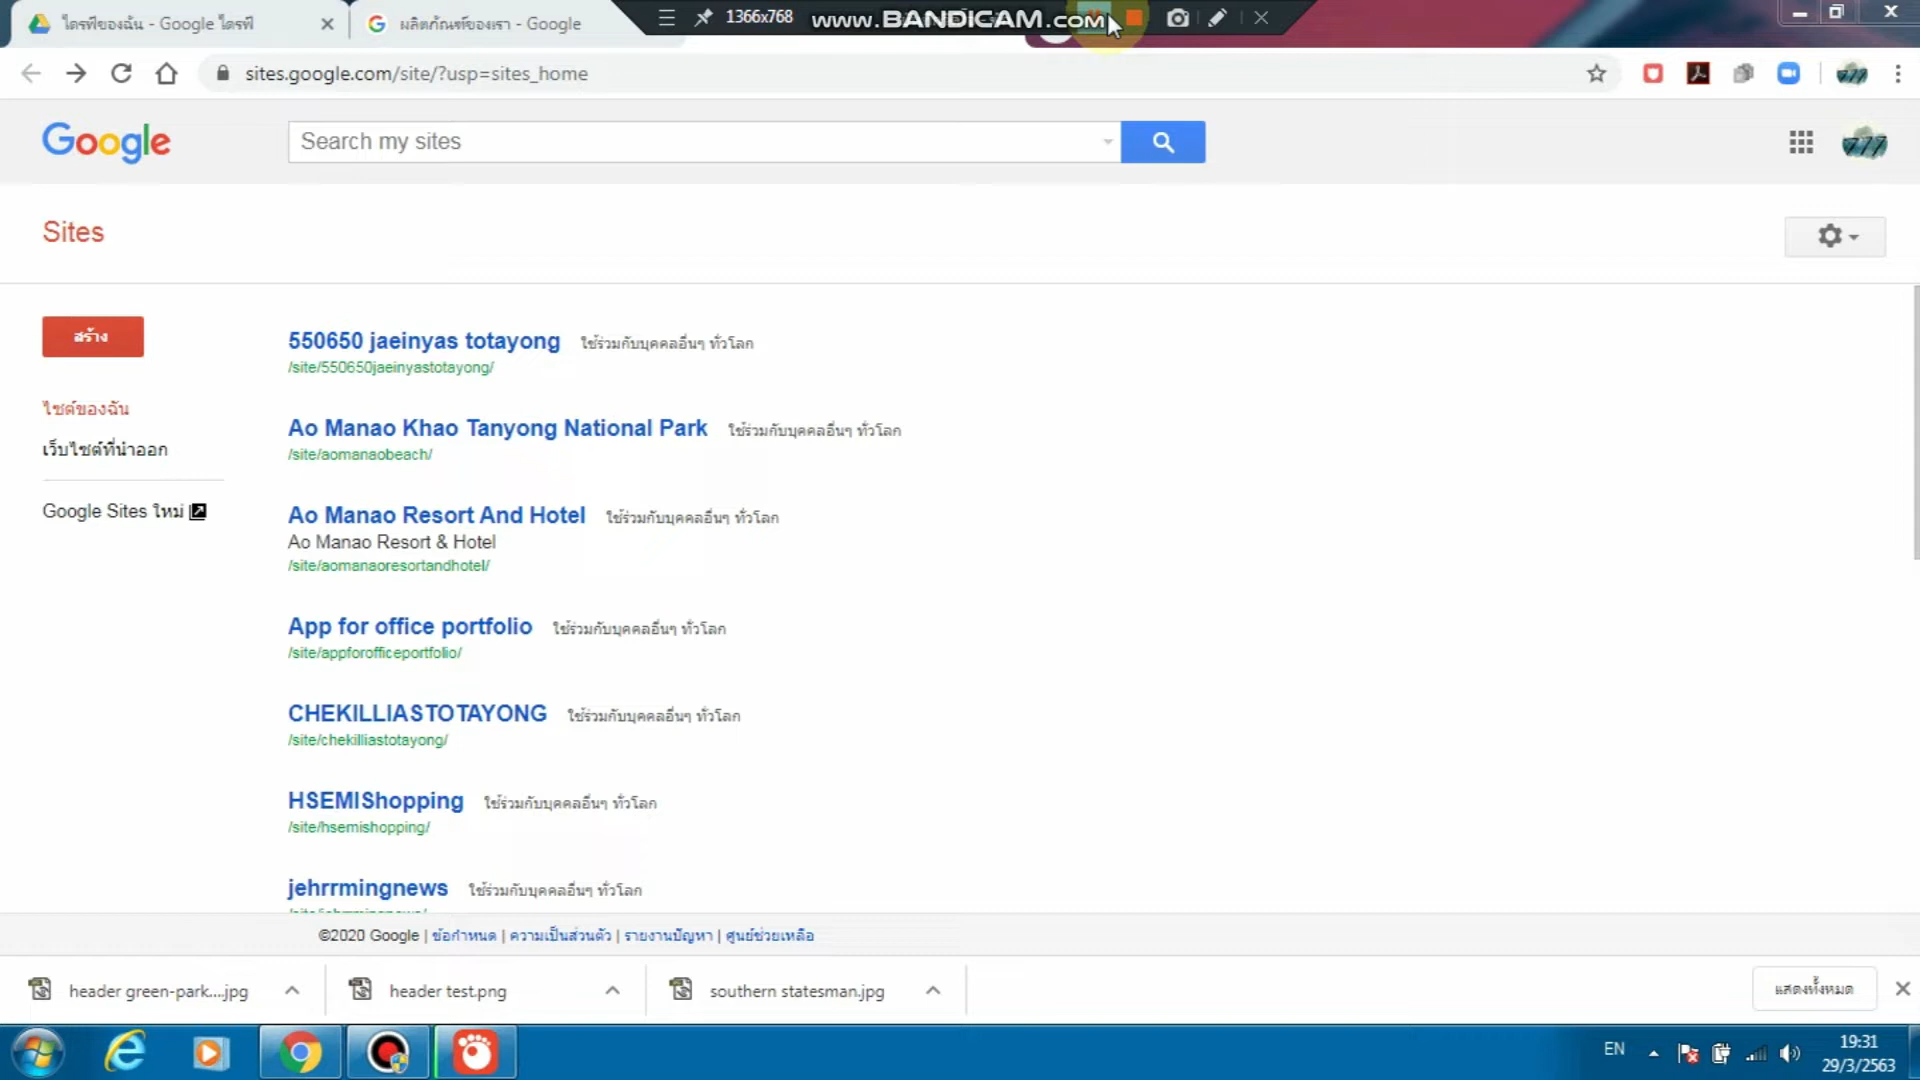 ไดรฟ์ของฉัน - Google ไดรฟ์
ผลิตภัณฑ์ของเรา - Google
1366x768
www.BANDICAM.com
sites.google.com/site/?usp=sites_home
Google
Search my sites
777
Sites
สร้าง
550650 jaeinyas totayong ใช้ร่วมกับบุคคลอื่นๆ ทั่วโลก
/site/550650jaeinyastotayong/
ไซต์ของฉัน
Ao Manao Khao Tanyong National Park ใช้ร่วมกับบุคคลอื่นๆ ทั่วโลก
เว็บไซต์ที่นำออก
/site/aomanaobeach/
Google Sites ใหม่
Ao Manao Resort And Hotel ใช้ร่วมกับบุคคลอื่นๆ ทั่วโลก
Ao Manao Resort & Hotel
/site/aomanaoresortandhotel/
App for office portfolio ใช้ร่วมกับบุคคลอื่นๆ ทั่วโลก
/site/appforofficeportfolio/
CHEKILLIASTOTAYONG ใช้ร่วมกับบุคคลอื่นๆ ทั่วโลก
/site/chekilliastotayong/
HSEMIShopping ใช้ร่วมกับบุคคลอื่นๆ ทั่วโลก
/site/hsemishopping/
jehrrmingnews ใช้ร่วมกับบุคคลอื่นๆ ทั่วโลก
©2020 Google | ข้อกำหนด | ความเป็นส่วนตัว | รายงานปัญหา | ศูนย์ช่วยเหลือ
header green-park....jpg
header test.png
southern statesman.jpg
แสดงทั้งหมด
EN
19:31
29/3/2563